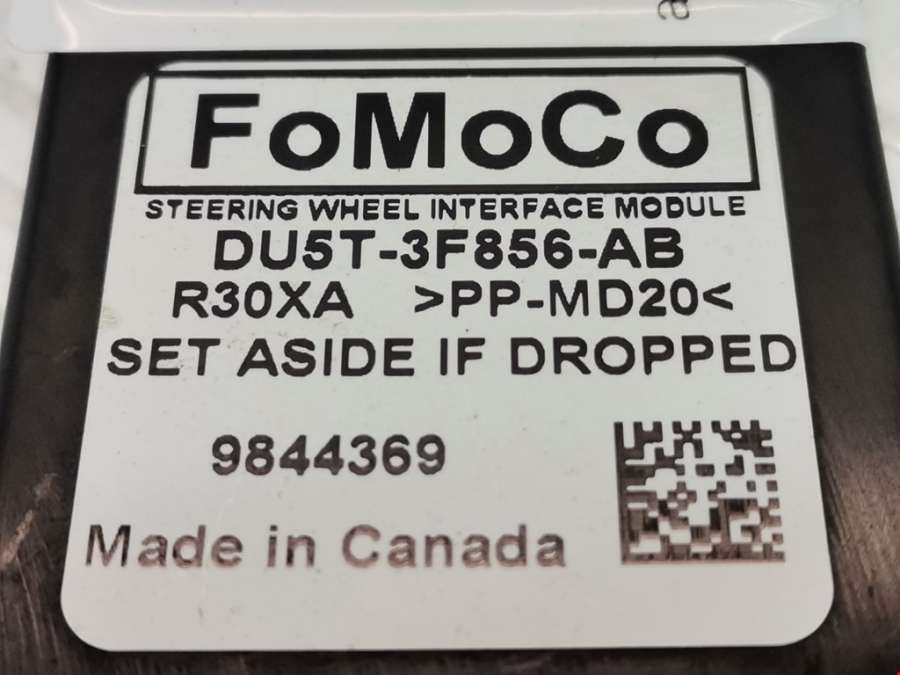 FoMoCo
STEERING WHEEL INTERFACE MODULE
DU5T-3F856-AB
R30XA >PP-MD20<
SET ASIDE IF DROPPED
9844369
Made in Canada